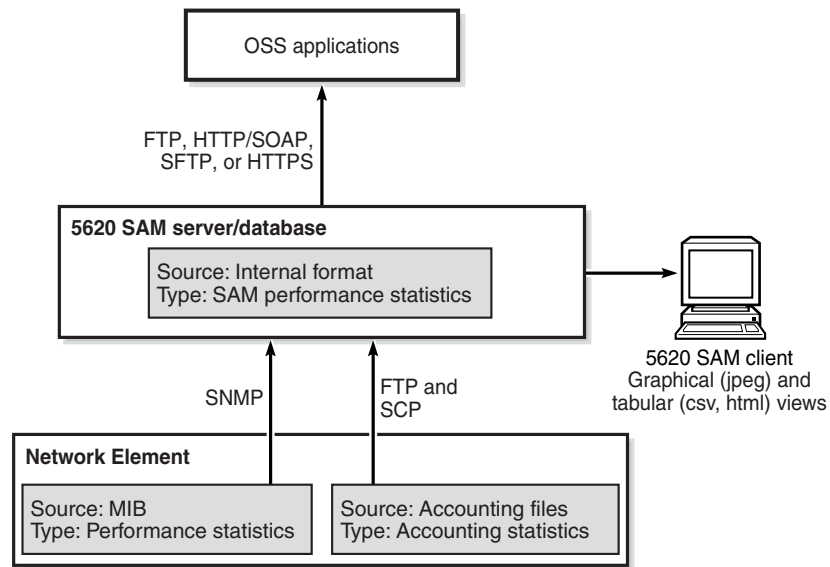 OSS applications
FTP, HTTP/SOAP,
SFTP, or HTTPS
5620 SAM server/database
Source: Internal format
Type: SAM performance statistics
5620 SAM client
Graphical (jpeg) and
tabular (csv, html) views
SNMP
FTP and
SCP
Network Element
Source: MIB
Type: Performance statistics
Source: Accounting files
Type: Accounting statistics